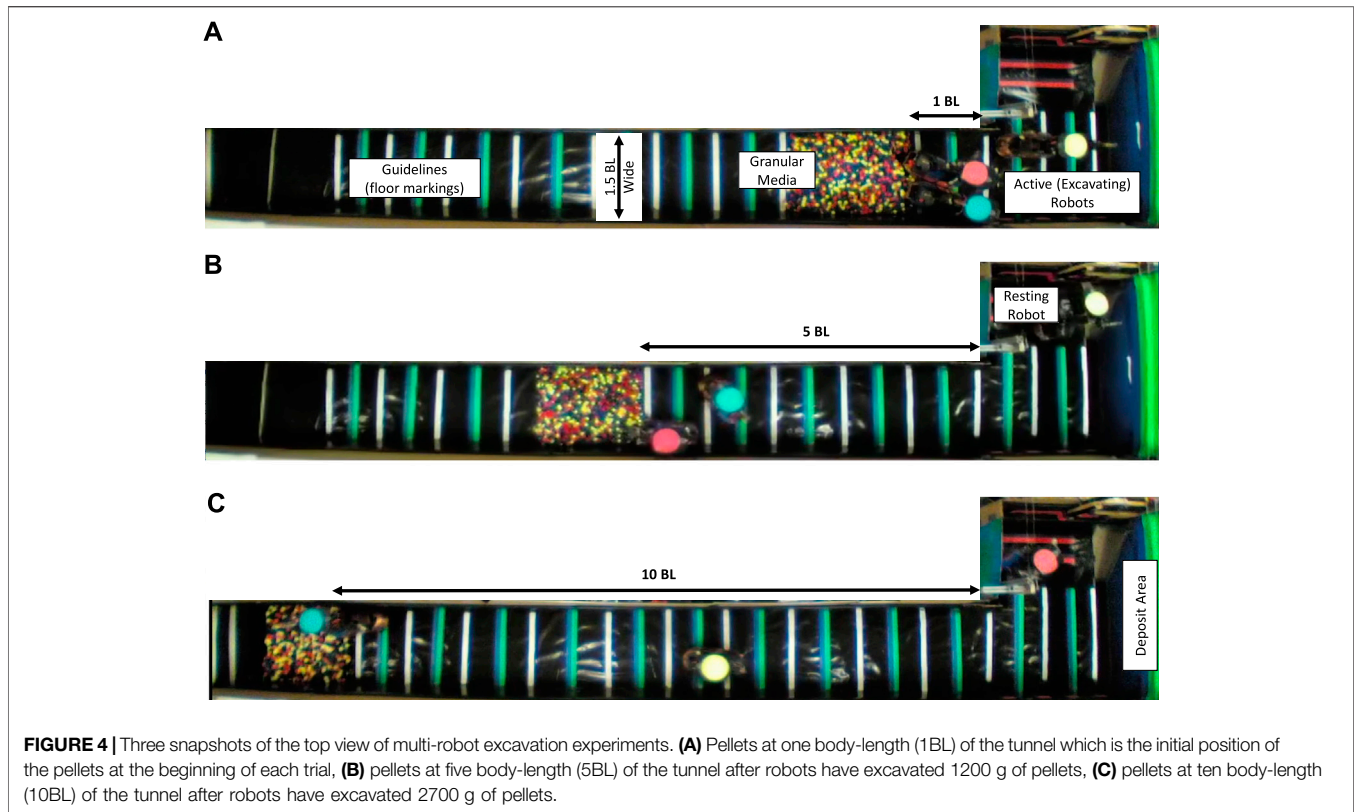 A
1 BL
Guidelines
(floor markings)
1.5 BL
Wide
Granular
Media
Active (Excavating)
Robots
B
Resting
Robot
5 BL
C
10 BL
Deposit Area
FIGURE 4 | Three snapshots of the top view of multi-robot excavation experiments. (A) Pellets at one body-length (1BL) of the tunnel which is the initial position of
the pellets at the beginning of each trial, (B) pellets at five body-length (5BL) of the tunnel after robots have excavated 1200 g of pellets, (C) pellets at ten body-length
(10BL) of the tunnel after robots have excavated 2700 g of pellets.